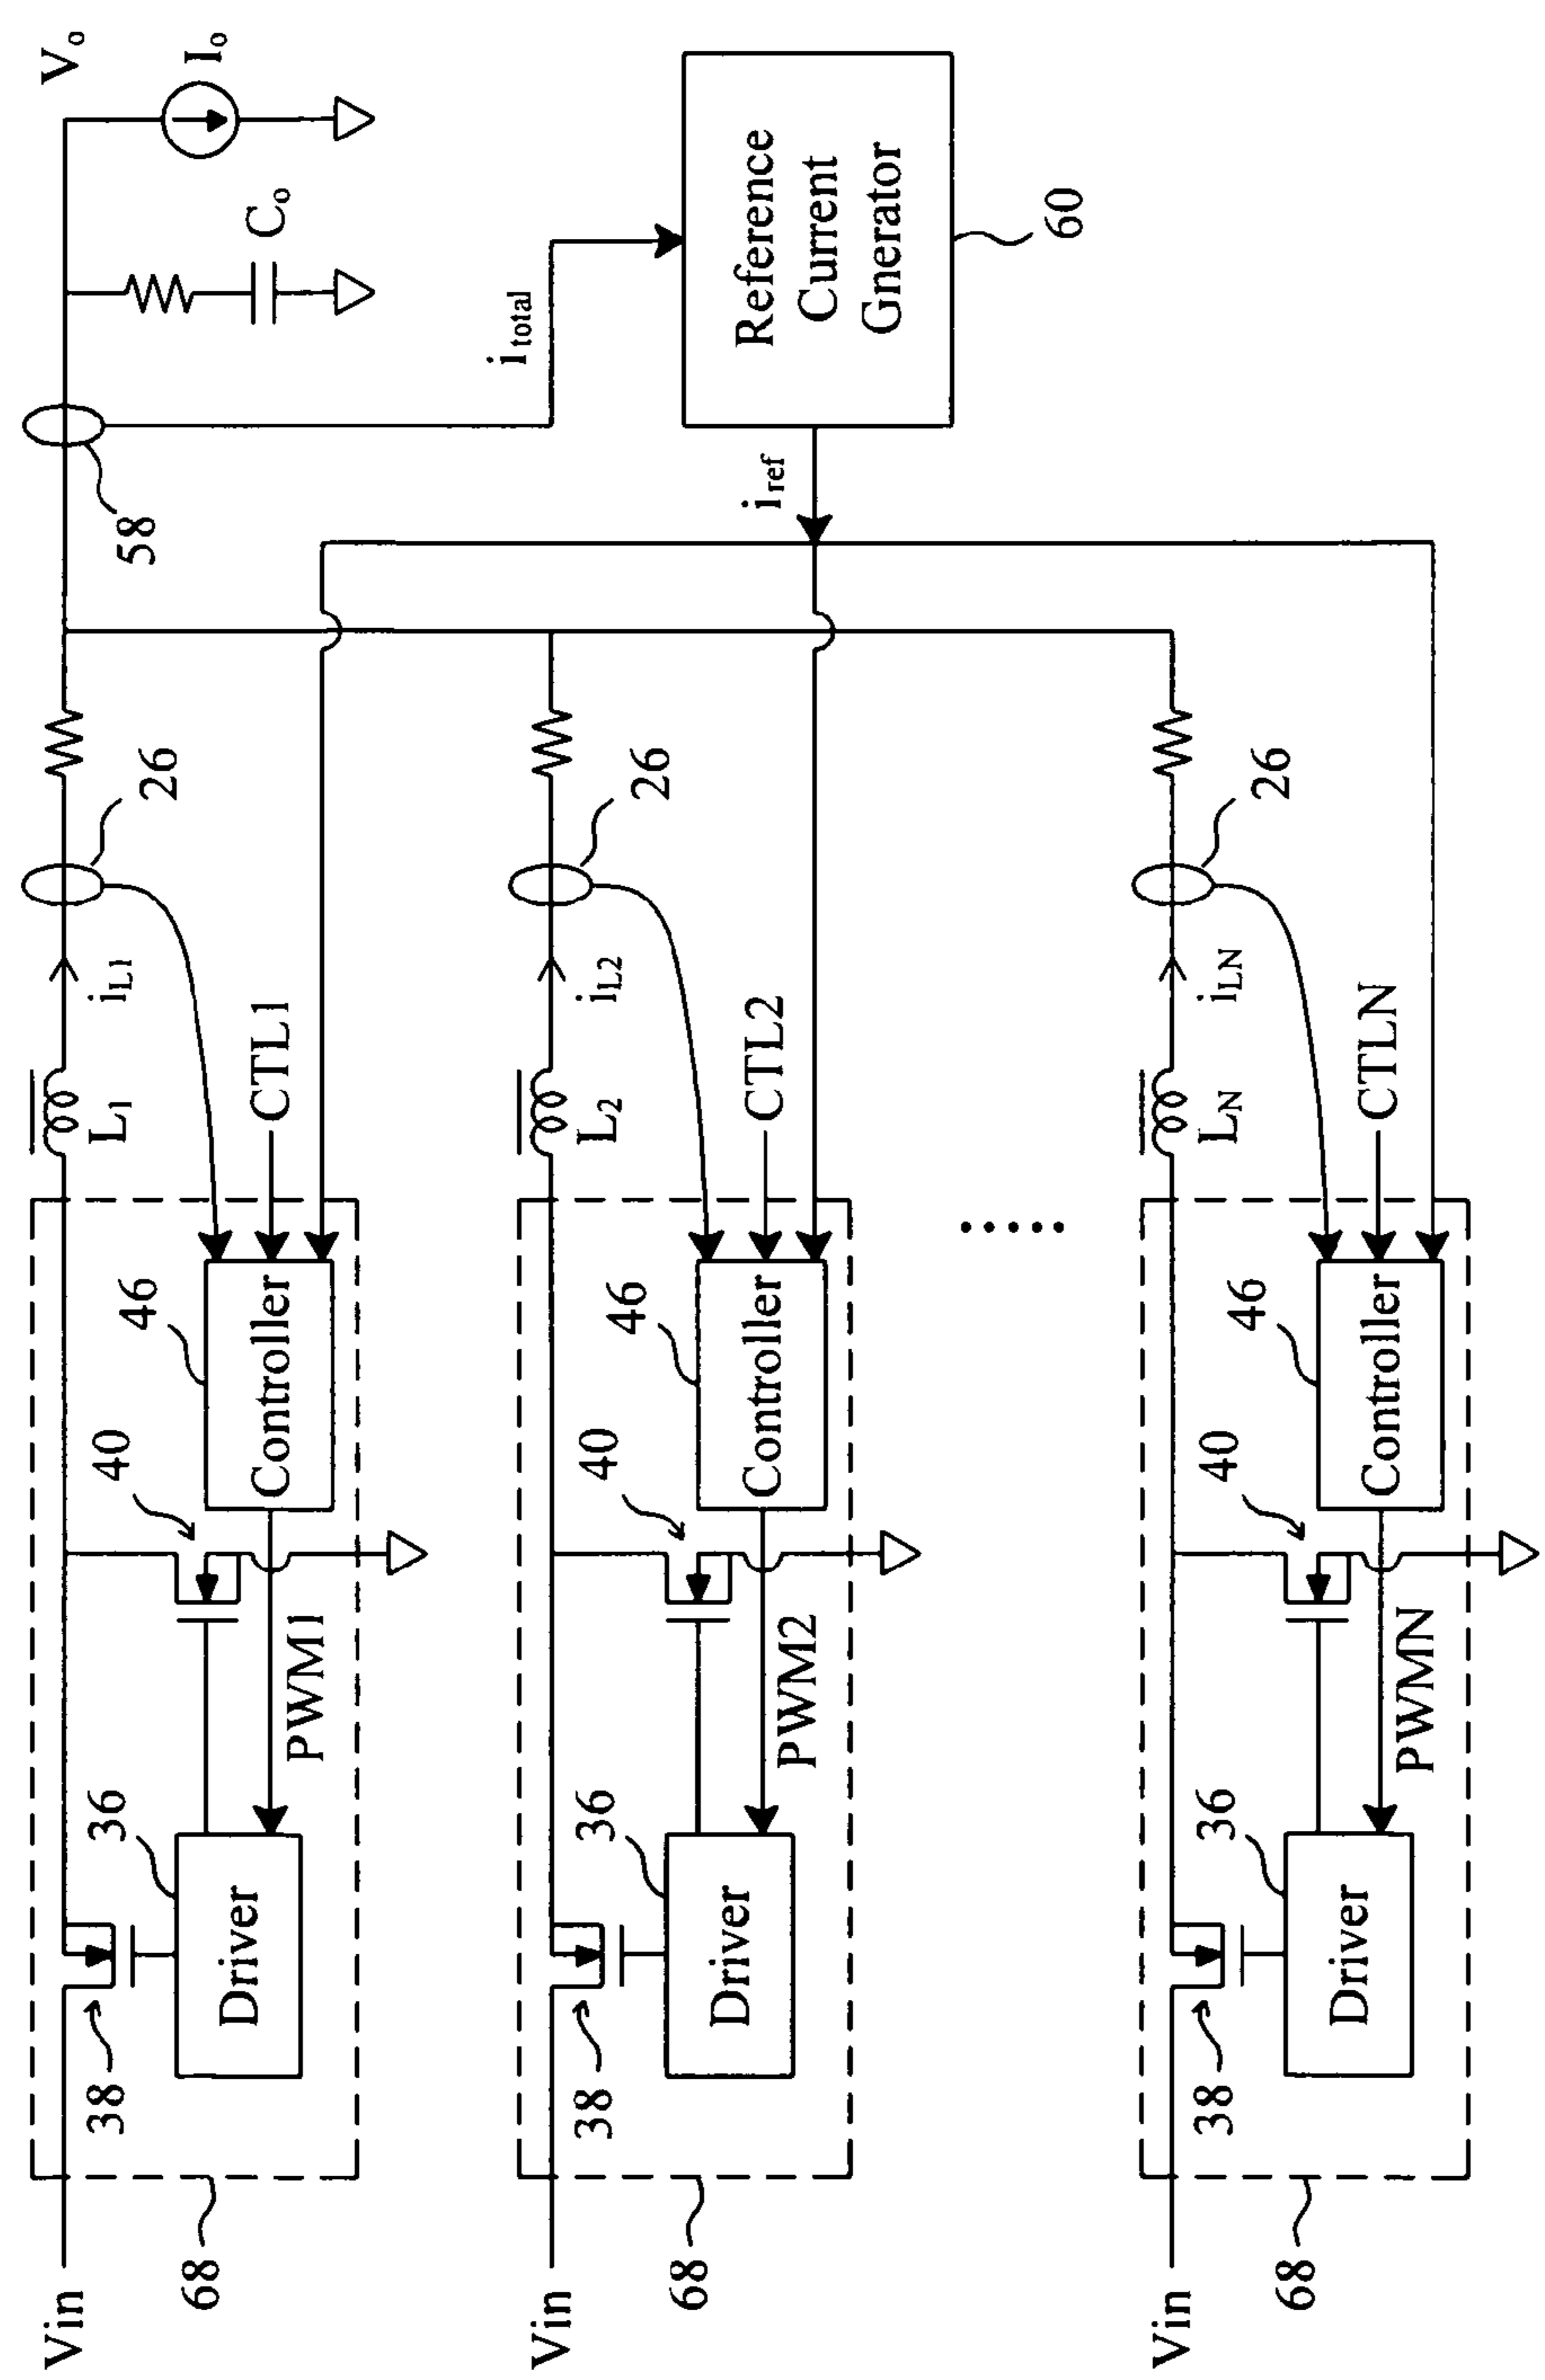 Vin
38
36
Driver
PWM1
40
46
Controller
L1
iL1
CTL1
26
58
Vo
Io
Co
68
itotal
Reference
Current
Gnerator
iref
60
Vin
38
36
Driver
PWM2
40
46
Controller
L2
iL2
CTL2
26
68
.....
Vin
38
36
Driver
PWMN
40
46
Controller
LN
iLN
CTLN
26
68